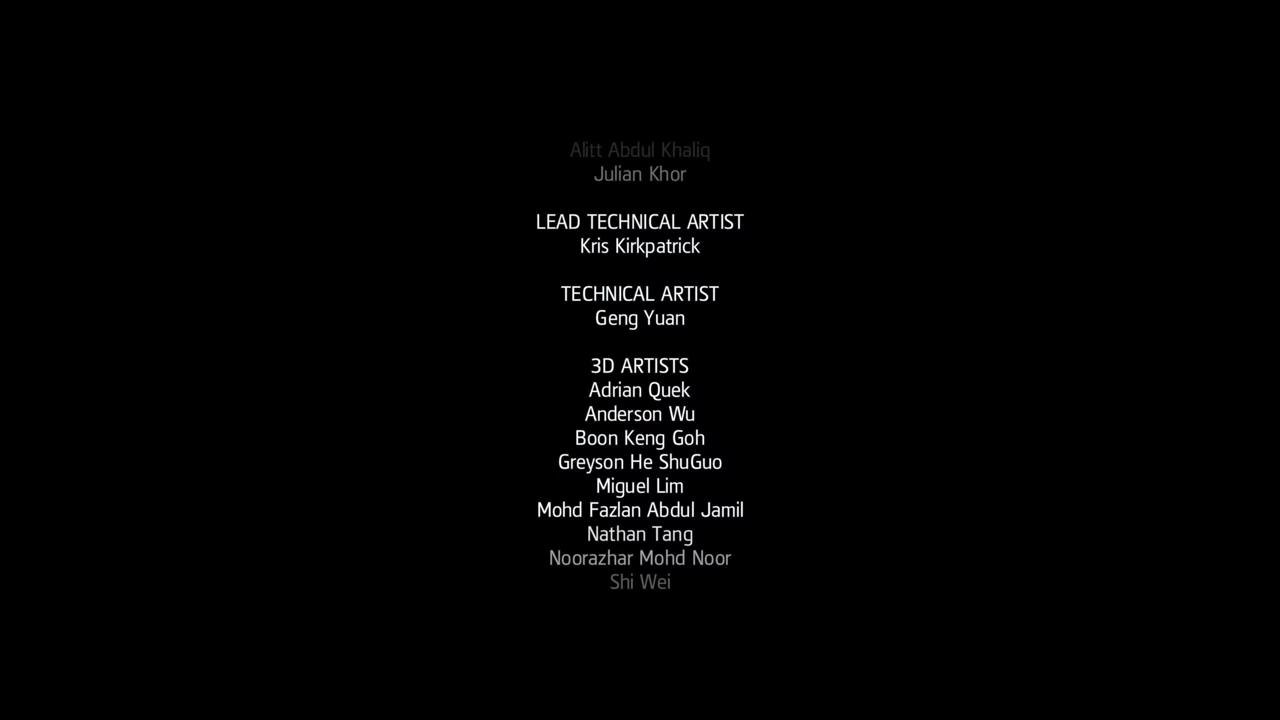 Alitt Abdul Khaliq
Julian Khor
LEAD TECHNICAL ARTIST
Kris Kirkpatrick
TECHNICAL ARTIST
Geng Yuan
3D ARTISTS
Adrian Quek
Anderson Wu
Boon Keng Goh
Greyson He ShuGuo
Miguel Lim
Mohd Fazlan Abdul Jamil
Nathan Tang
Noorazhar Mohd Noor
Shi Wei